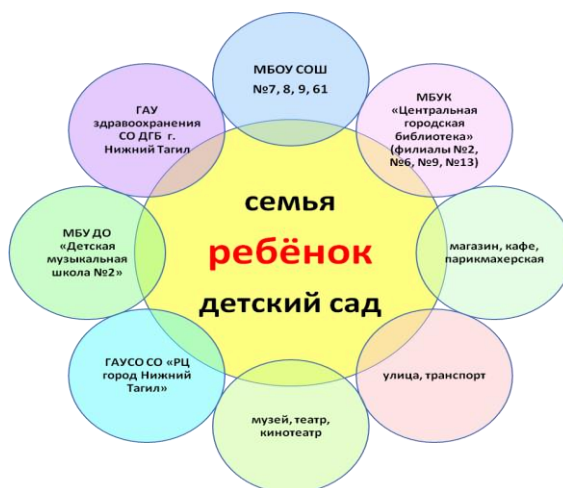 МБОУ СОШ
№7, 8, 9, 61
МБУК
«Центральная
городская
библиотека»
(филиалы №2,
№6, №9, №13)
магазин, кафе,
парикмахерская
улица, транспорт
музей, театр,
кинотеатр
ГАУСО СО «РЦ
город Нижний
Тагил»
МБУ ДО
«Детская
музыкальная
школа №2»
ГАУ
здравоохранения
СО ДГБ г.
Нижний Тагил
семья
ребёнок
детский сад